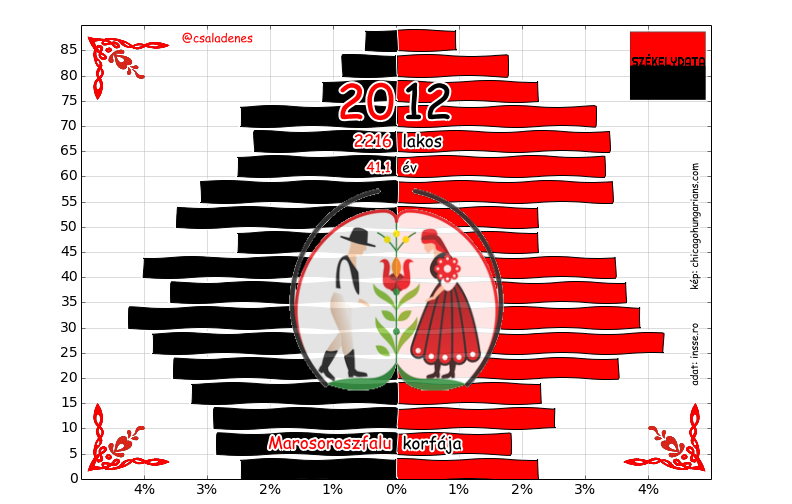 @csaladenes
SZÉKELYDATA
2012
2216 lakos
41,1 év
kép: chicagohungarians.com
adat: insse.ro
Marosoroszfalu korfája
85
80
75
70
65
60
55
50
45
40
35
30
25
20
15
10
5
0
4% 3% 2% 1% 0% 1% 2% 3% 4%